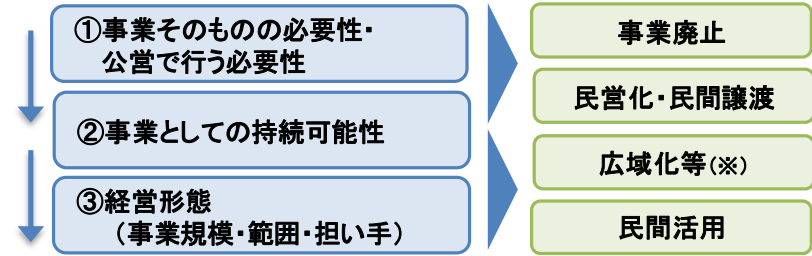 ①事業そのものの必要性・
公営で行う必要性
②事業としての持続可能性
③経営形態
（事業規模・範囲・担い手）
事業廃止
民営化・民間譲渡
広域化等(※)
民間活用